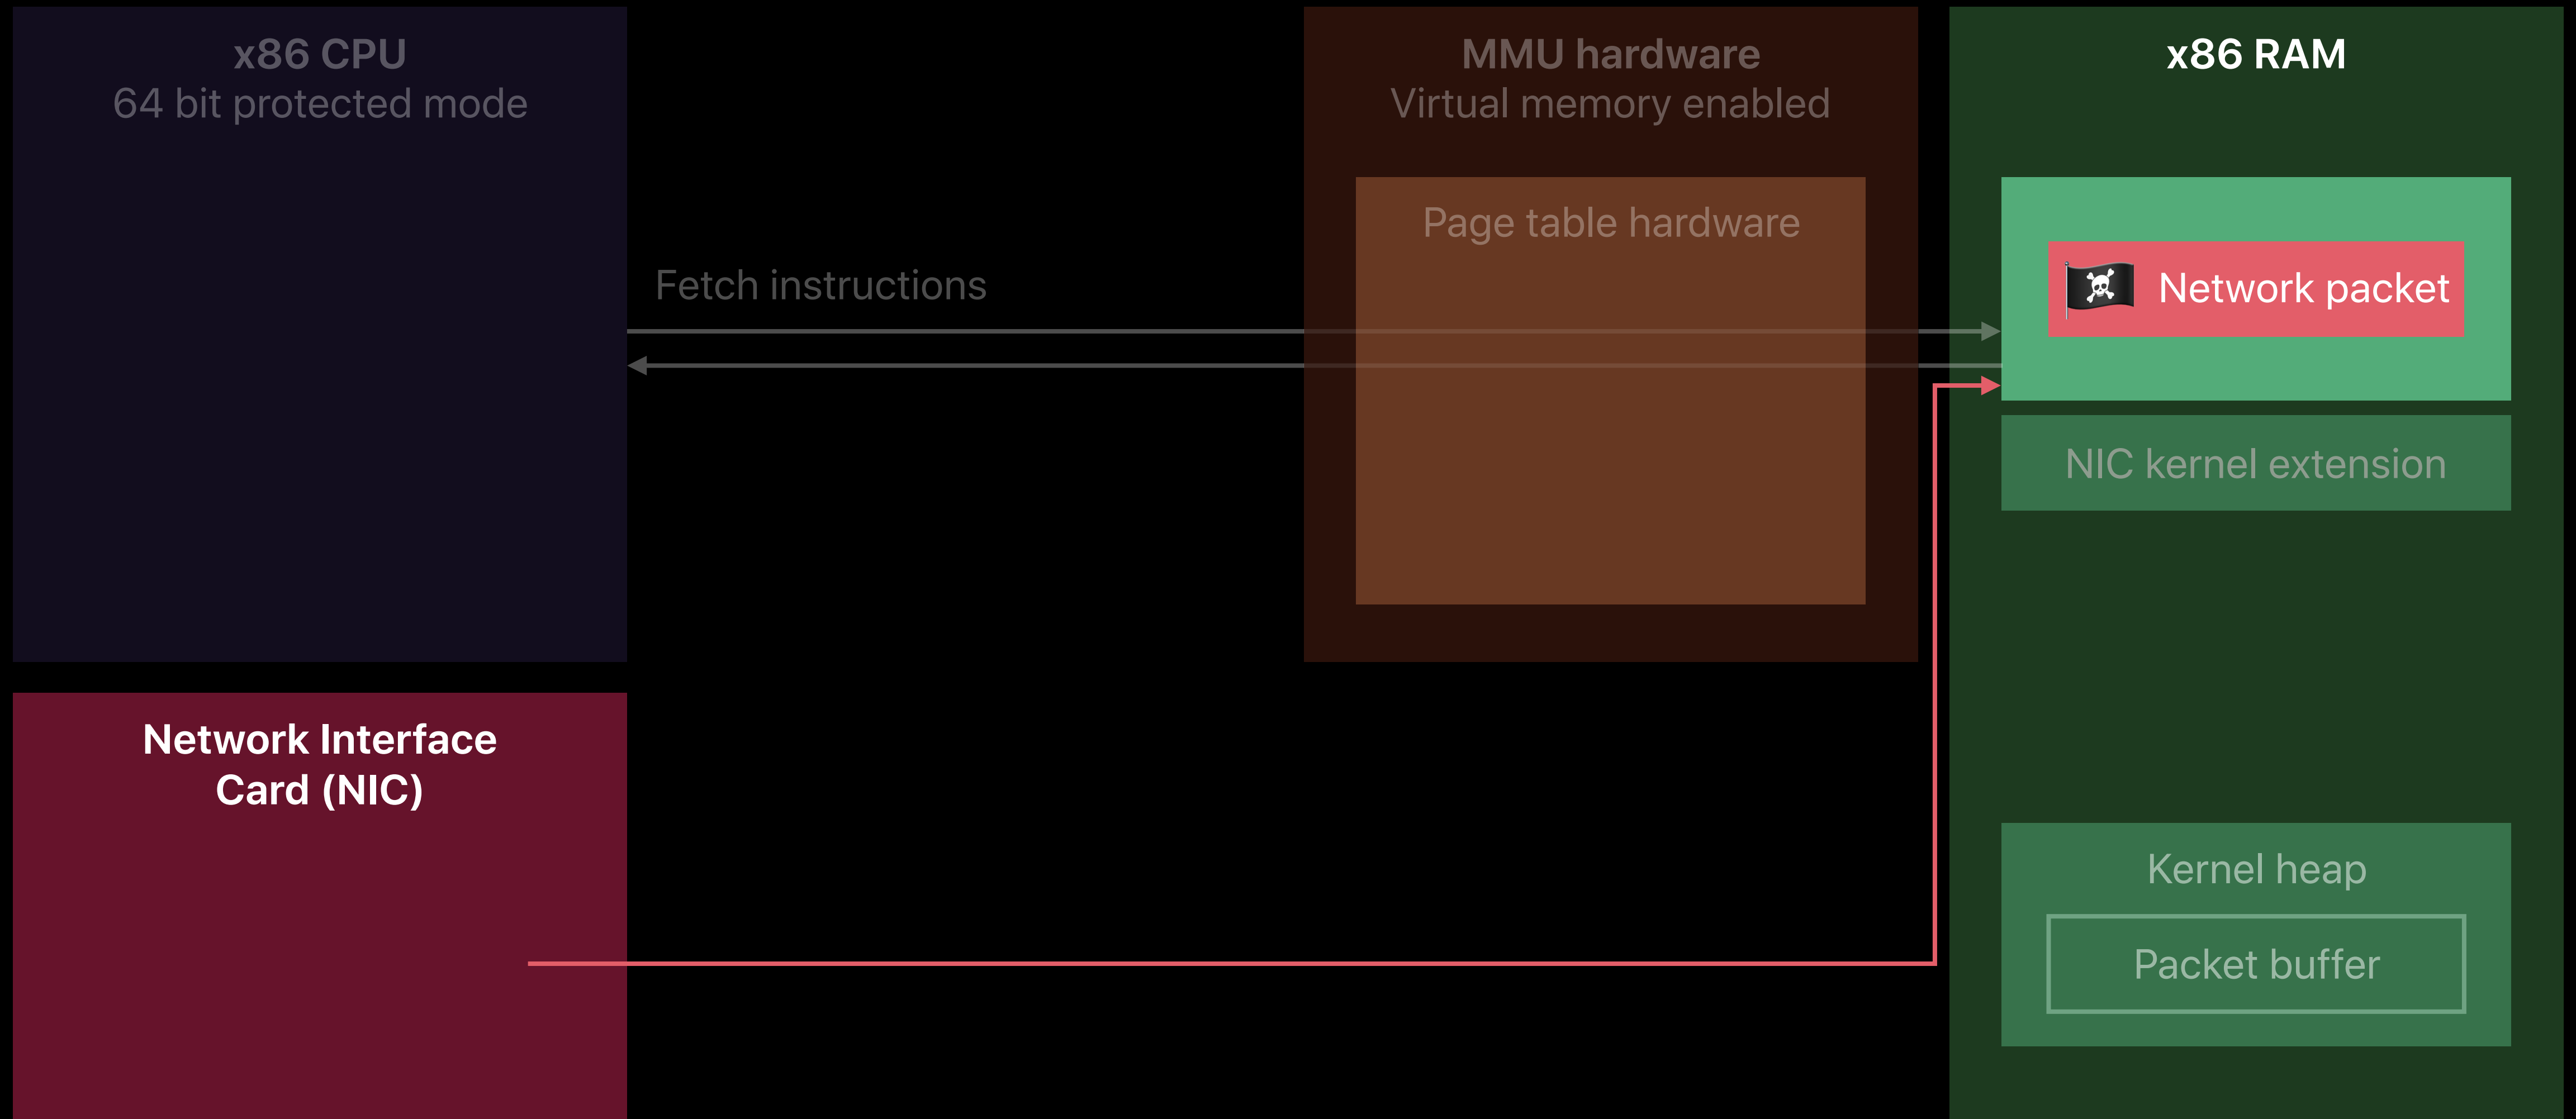 x86 CPU
64 bit protected mode
MMU hardware
Virtual memory enabled
x86 RAM
Page table hardware
Fetch instructions
Network packet
NIC kernel extension
Network Interface
Card (NIC)
Kernel heap
Packet buffer